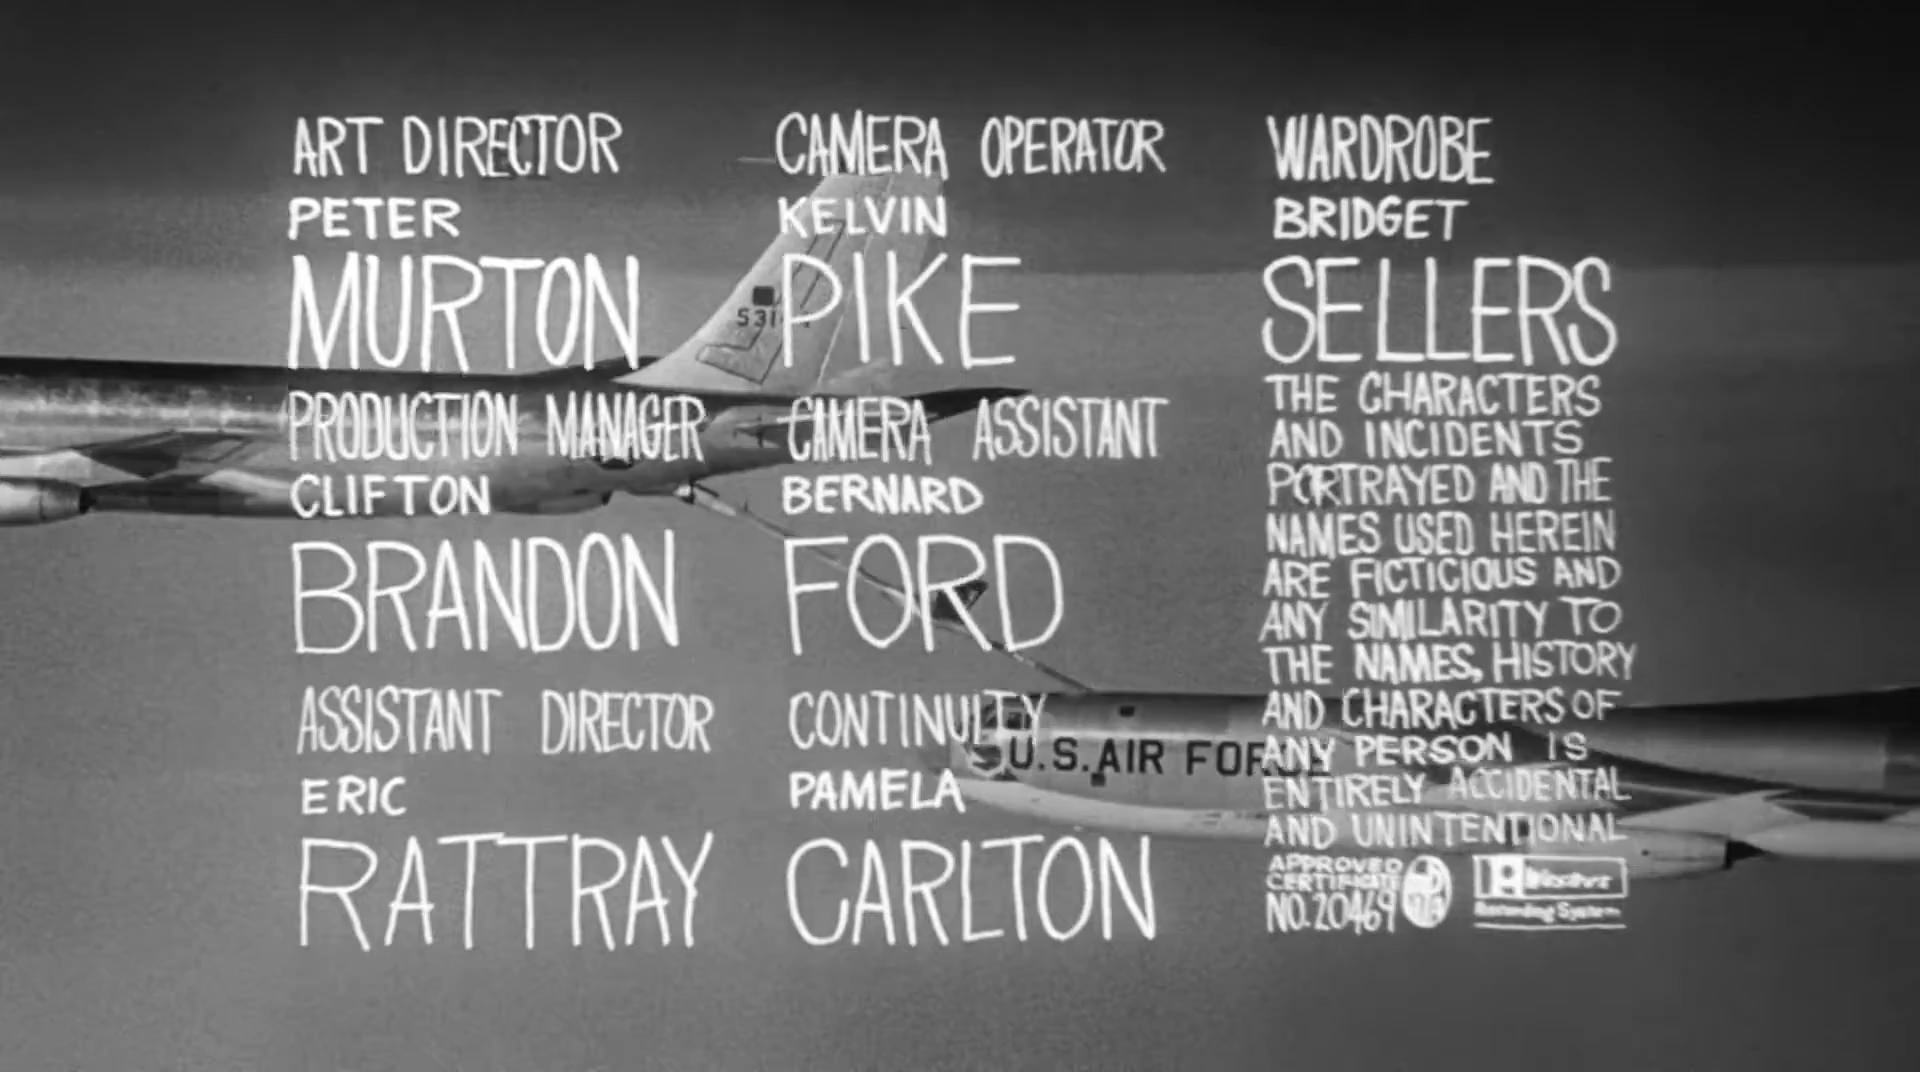 ART DIRECTOR
PETER
MURTON
PRODUCTION MANAGER
CLIFTON
BRANDON
ASSISTANT DIRECTOR
ERIC
RATTRAY
CAMERA OPERATOR
KELVIN
PIKE
CAMERA ASSISTANT
BERNARD
FORD
CONTINUITY
PAMELA
CARLTON
WARDROBE
BRIDGET
SELLERS
THE CHARACTERS
AND INCIDENTS
PORTRAYED AND THE
NAMES USED HEREIN
ARE FICTICIOUS AND
ANY SIMILARITY TO
THE NAMES, HISTORY
AND CHARACTERS OF
ANY PERSON IS
ENTIRELY ACCIDENTAL
AND UNINTENTIONAL
APPROVED
CERTIFICATE
NO. 20469
Recording System
U.S. AIR FORCE